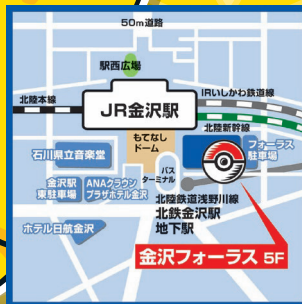 50m道路
駅西広場
北陸本線
IRいしかわ鉄道線
JR金沢駅
北陸新幹線
もてなし
ドーム
石川県立音楽堂
フォーラス
駐車場
バス
ターミナル
金沢駅
東駐車場
ANAクラウン
プラザホテル金沢
北陸鉄道浅野川線
北鉄金沢駅
地下駅
ホテル日航金沢
金沢フォーラス 5F